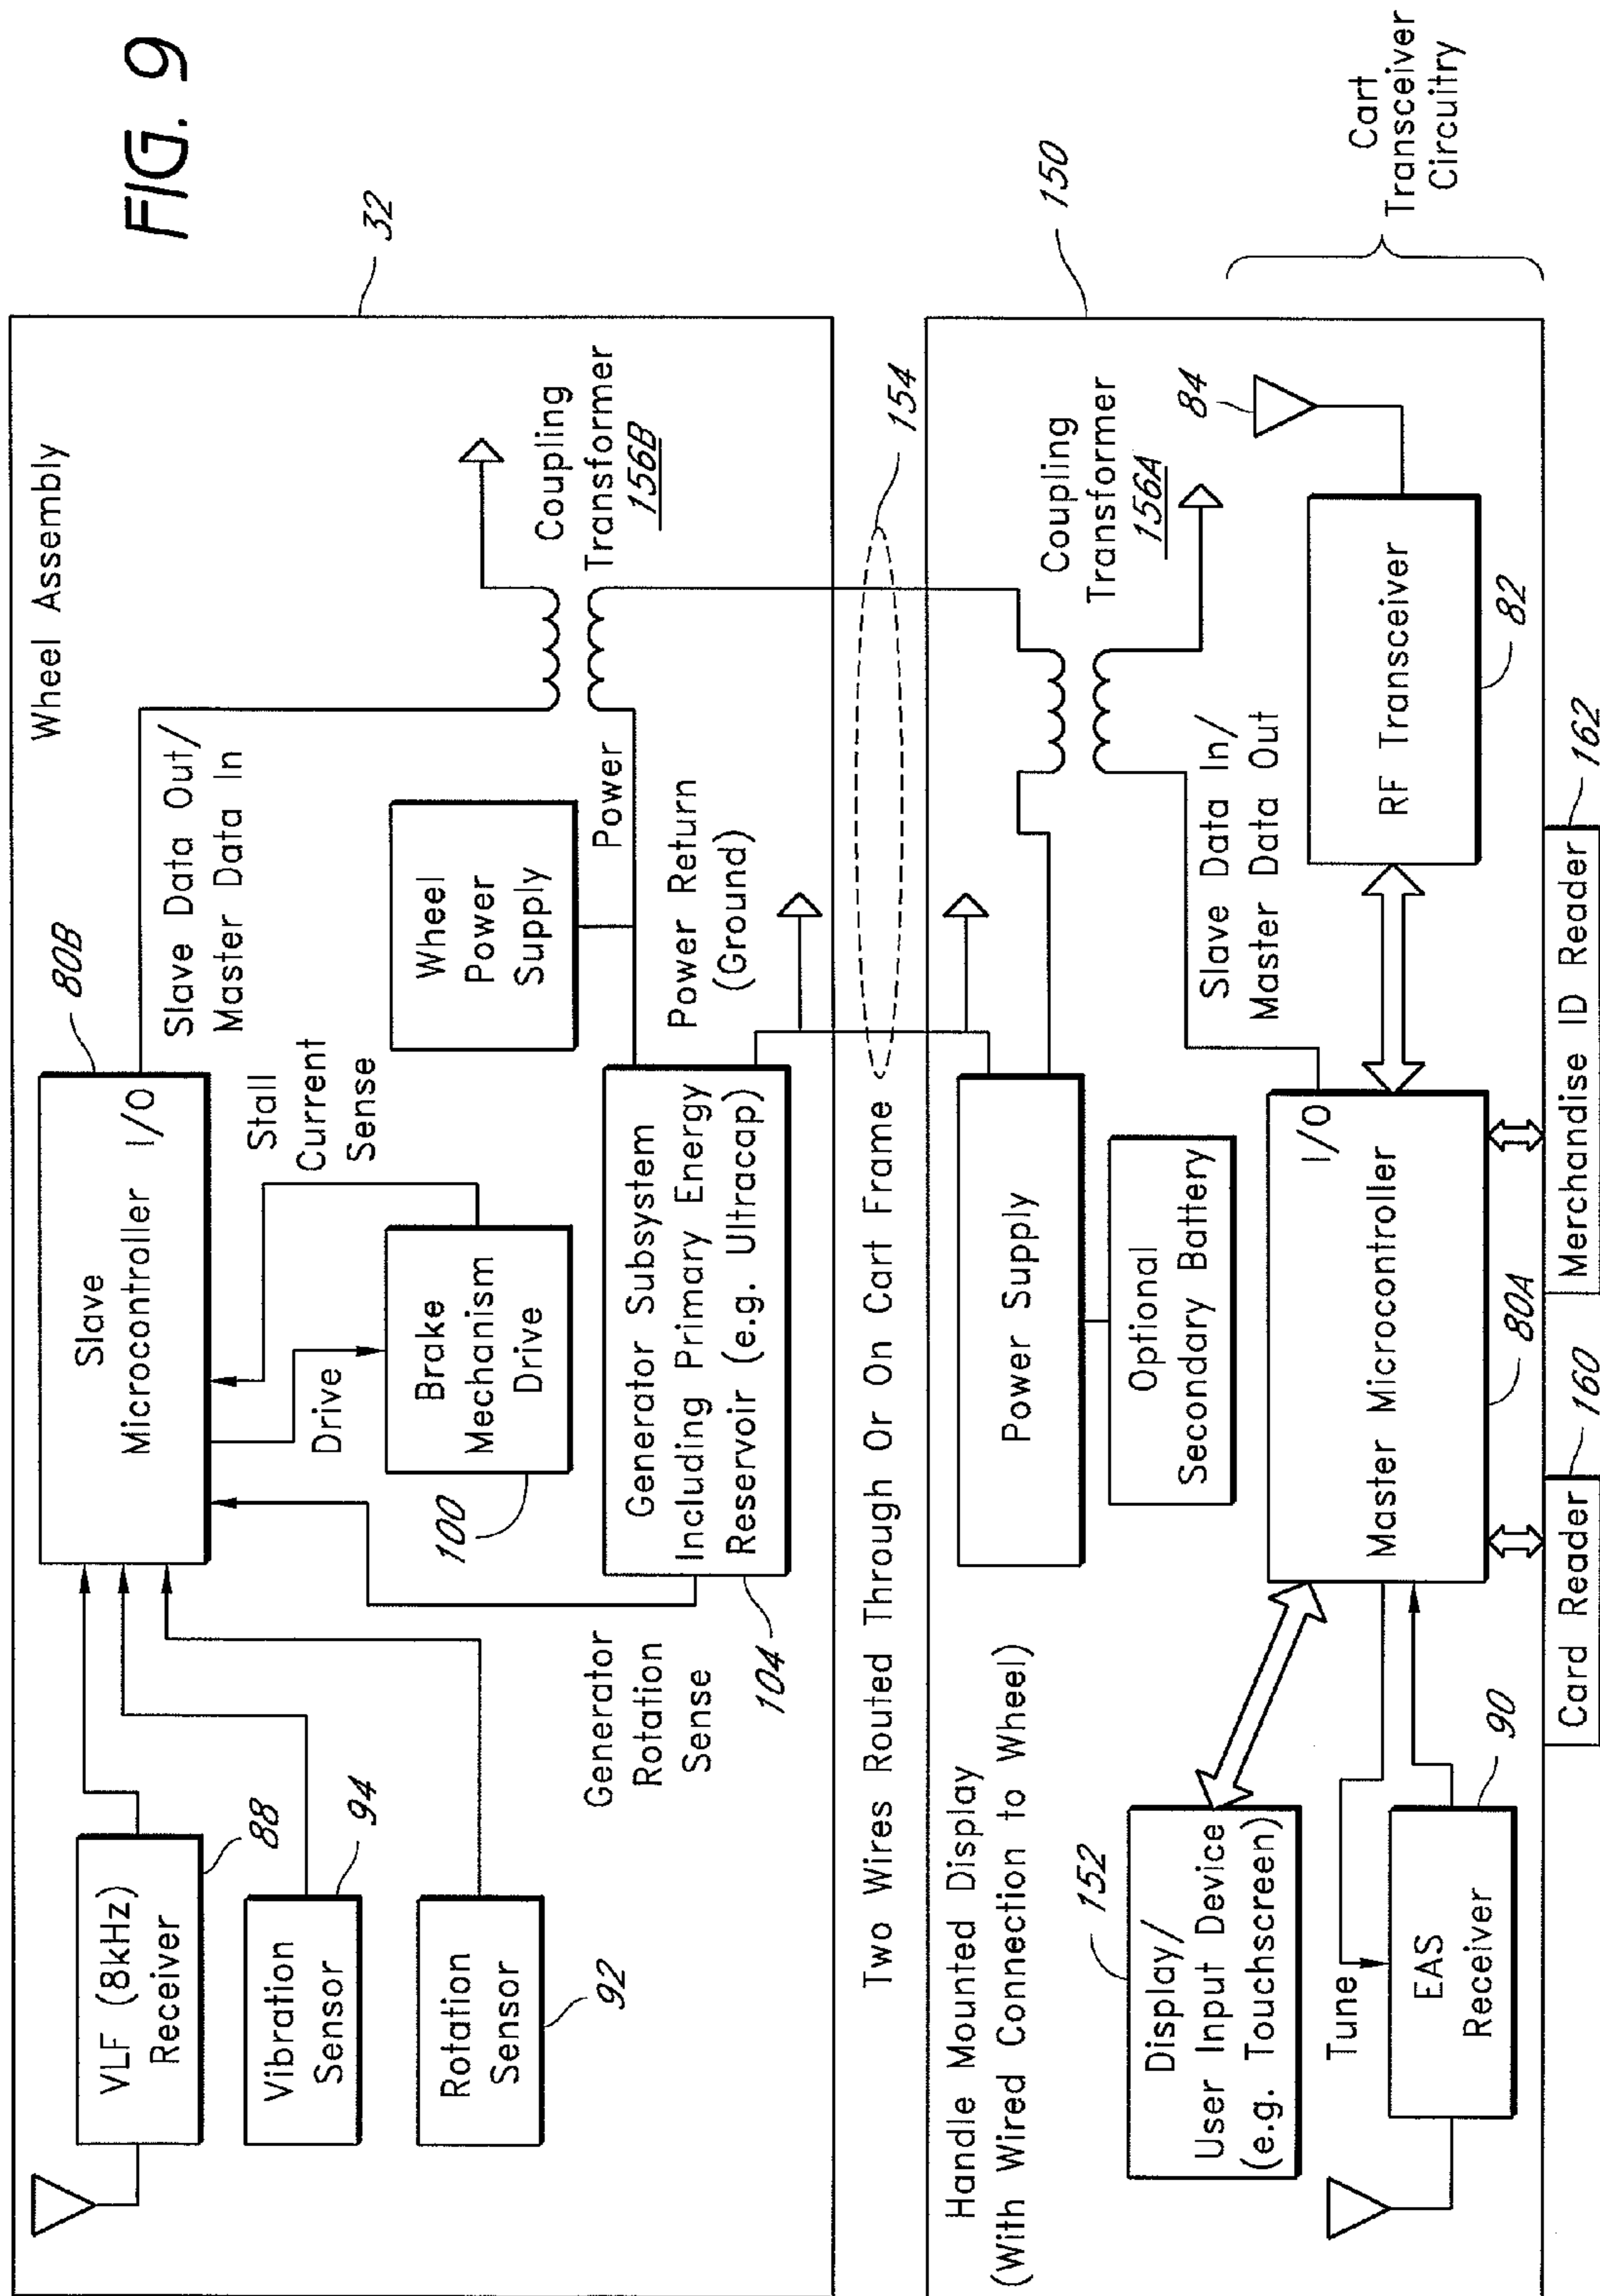 FIG. 9
Wheel Assembly
32
VLF (8kHz)
Receiver
88
Vibration
Sensor
94
Rotation
Sensor
92
Slave
Microcontroller
I/O
80B
Slave Data Out/
Master Data In
Stall
Current
Sense
Drive
Brake
Mechanism
Drive
100
Wheel
Power
Supply
Power
Coupling
Transformer
156B
Generator
Rotation
Sense
Generator Subsystem
Including Primary Energy
Reservoir (e.g. Ultracap)
104
Power Return
(Ground)
Two Wires Routed Through Or On Cart Frame
154
Handle Mounted Display
(With Wired Connection to Wheel)
150
Power Supply
Optional
Secondary Battery
Coupling
Transformer
156A
Slave Data In/
Master Data Out
Display/
User Input Device
(e.g. Touchscreen)
152
Tune
EAS
Receiver
90
I/O
Master Microcontroller
80A
RF Transceiver
82
84
Cart
Transceiver
Circuitry
Card Reader
160
Merchandise ID Reader
162